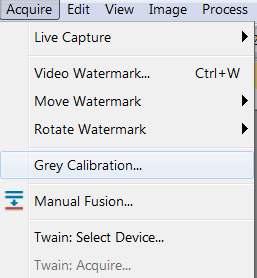 Acquire Edit View Image Process
Live Capture
Video Watermark... Ctrl+W
Move Watermark
Rotate Watermark
Grey Calibration...
Manual Fusion...
Twain: Select Device...
Twain: Acquire...